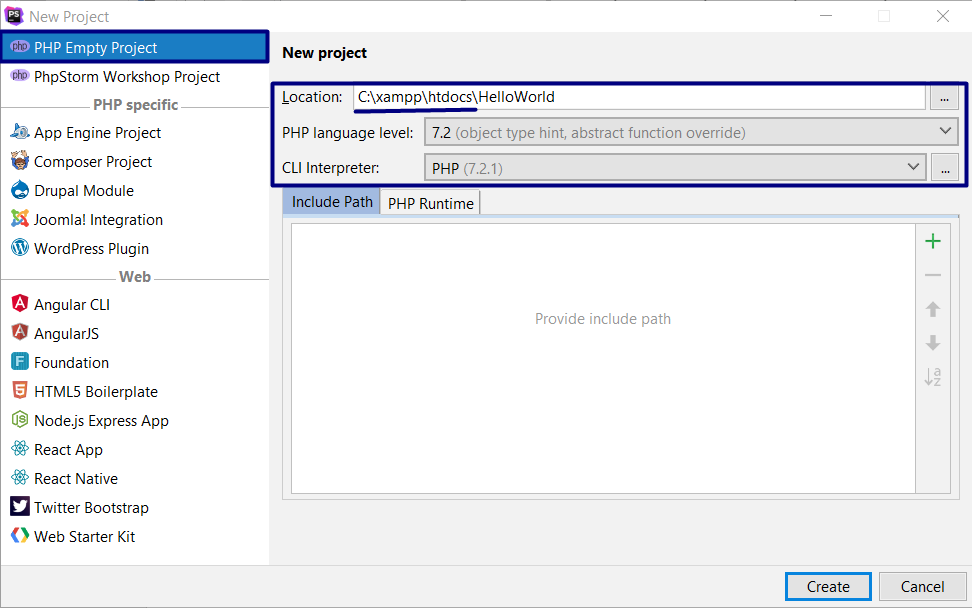 PS New Project
php PHP Empty Project
php PhpStorm Workshop Project
PHP specific
App Engine Project
Composer Project
Drupal Module
Joomla! Integration
WordPress Plugin
Web
Angular CLI
AngularJS
Foundation
HTML5 Boilerplate
Node.js Express App
React App
React Native
Twitter Bootstrap
Web Starter Kit
New project
Location: C:\xampp\htdocs\HelloWorld ...
PHP language level: 7.2 (object type hint, abstract function override)
CLI Interpreter: PHP (7.2.1) ...
Include Path PHP Runtime
Provide include path
a
z
Create Cancel